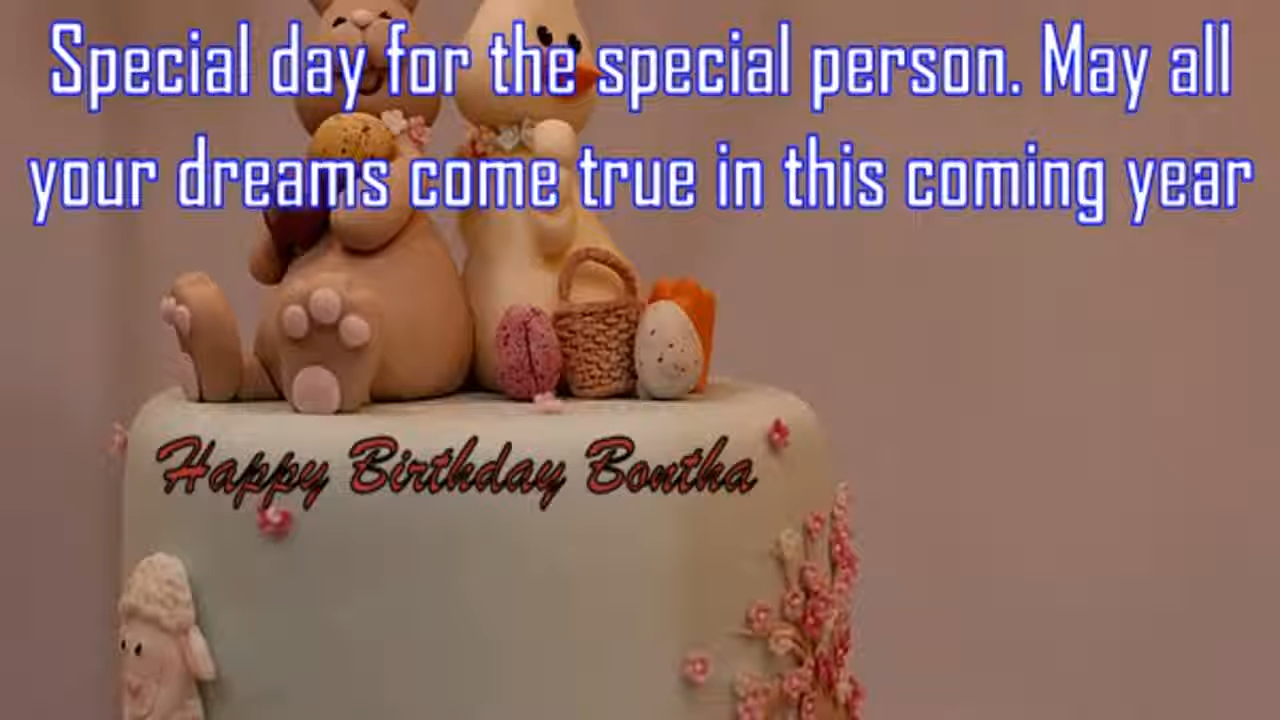 Special day for the special person. May all
your dreams come true in this coming year
Happy Birthday Bontha